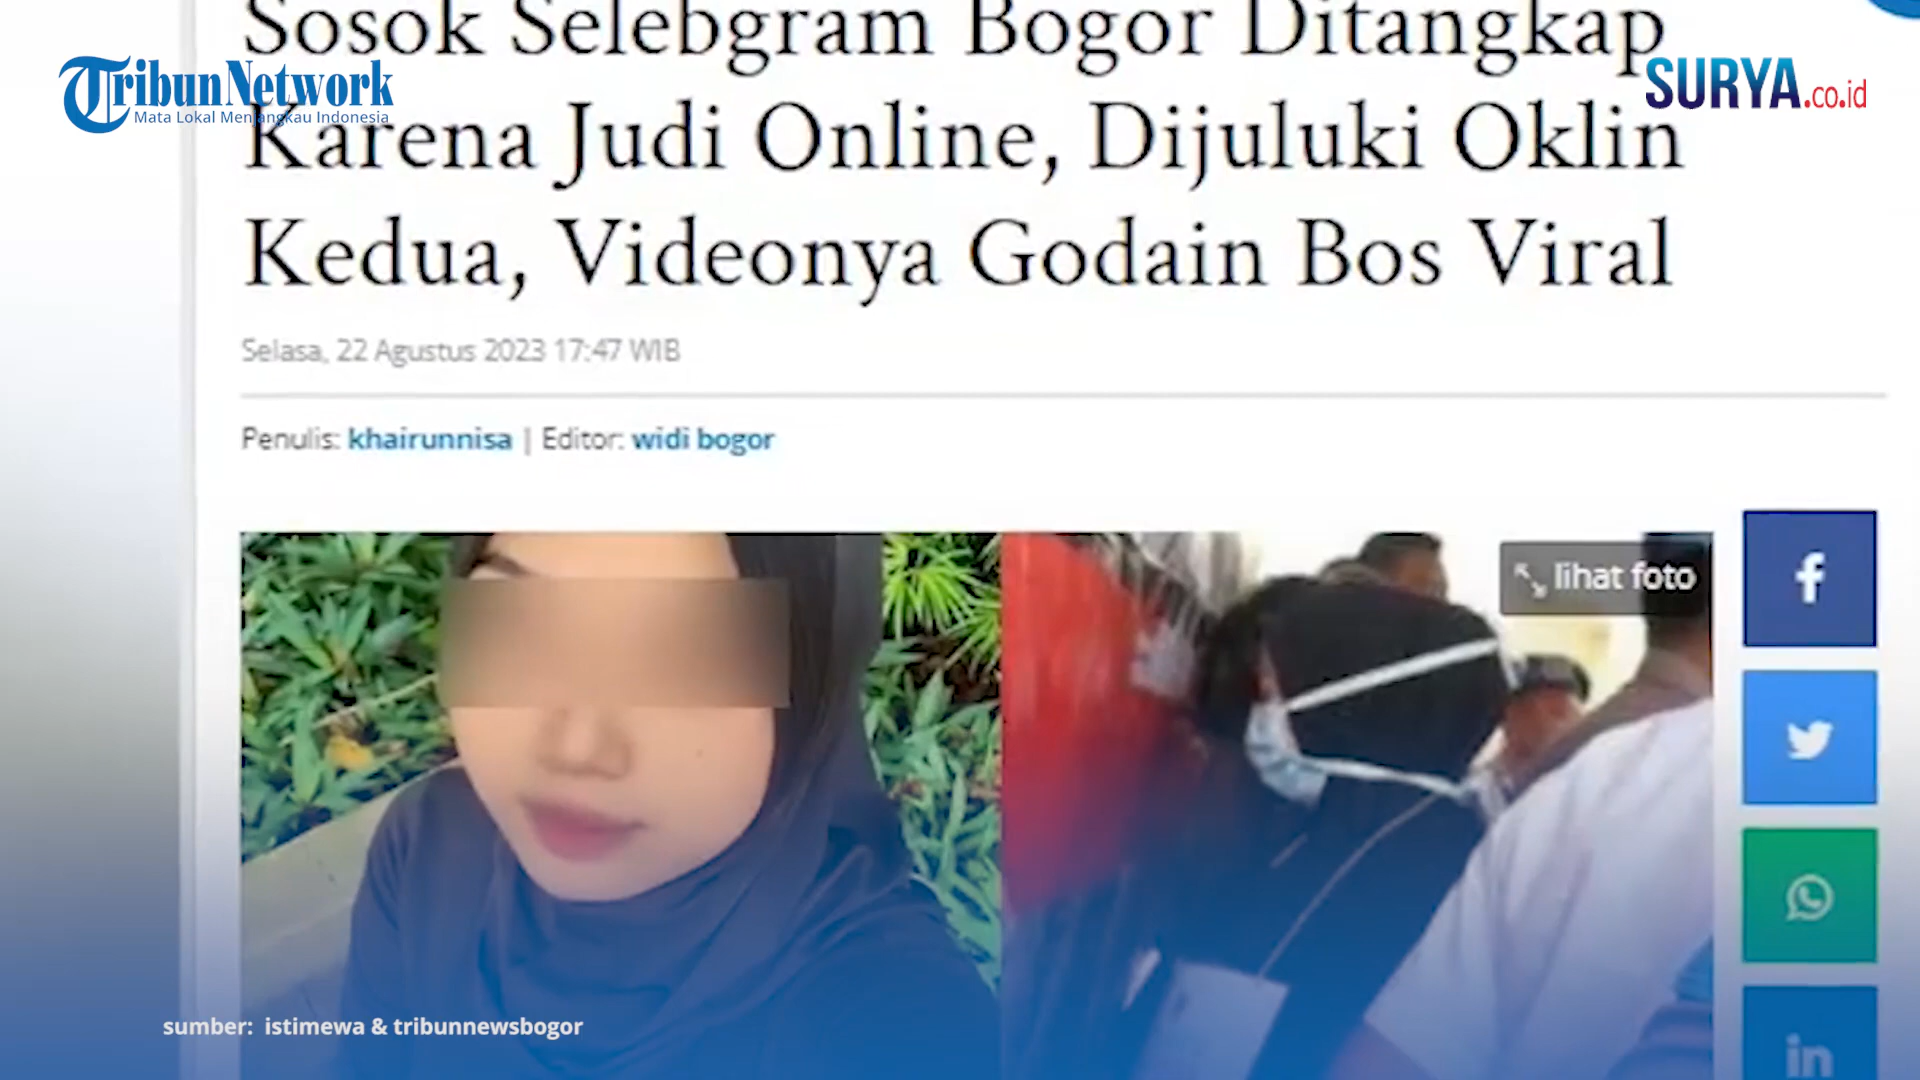 Sosok Selebgram Bogor Ditangkap
TribunNetwork
Mata Lokal Menjangkau Indonesia
SURYA.co.id
Karena Judi Online, Dijuluki Oklin
Kedua, Videonya Godain Bos Viral
Selasa, 22 Agustus 2023 17:47 WIB
Penulis: khairunnisa | Editor: widi bogor
lihat foto
f
in
sumber: istimewa & tribunnewsbogor